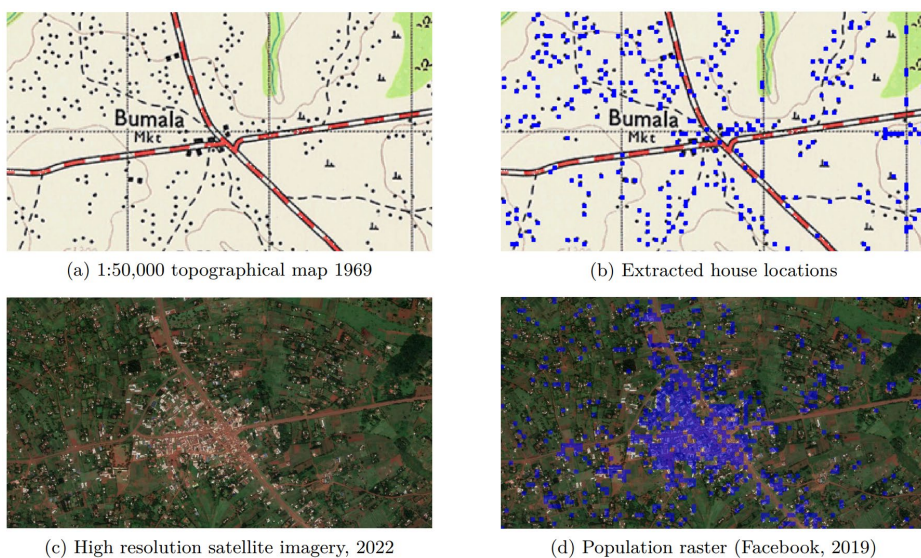 Bumala
Mkt
Bumala
Mkt
(a) 1:50,000 topographical map 1969
(b) Extracted house locations
(c) High resolution satellite imagery, 2022
(d) Population raster (Facebook, 2019)